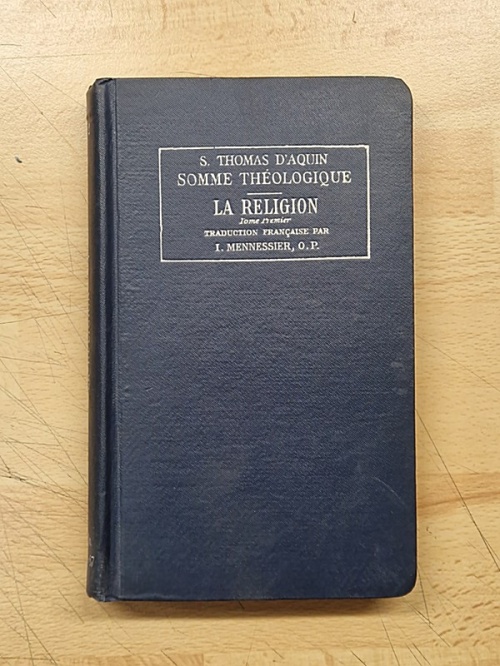 S. THOMAS D'AQUIN
SOMME THÉOLOGIQUE
LA RELIGION
Tome Premier
TRADUCTION FRANÇAISE PAR
I. MENNESSIER, O. P.